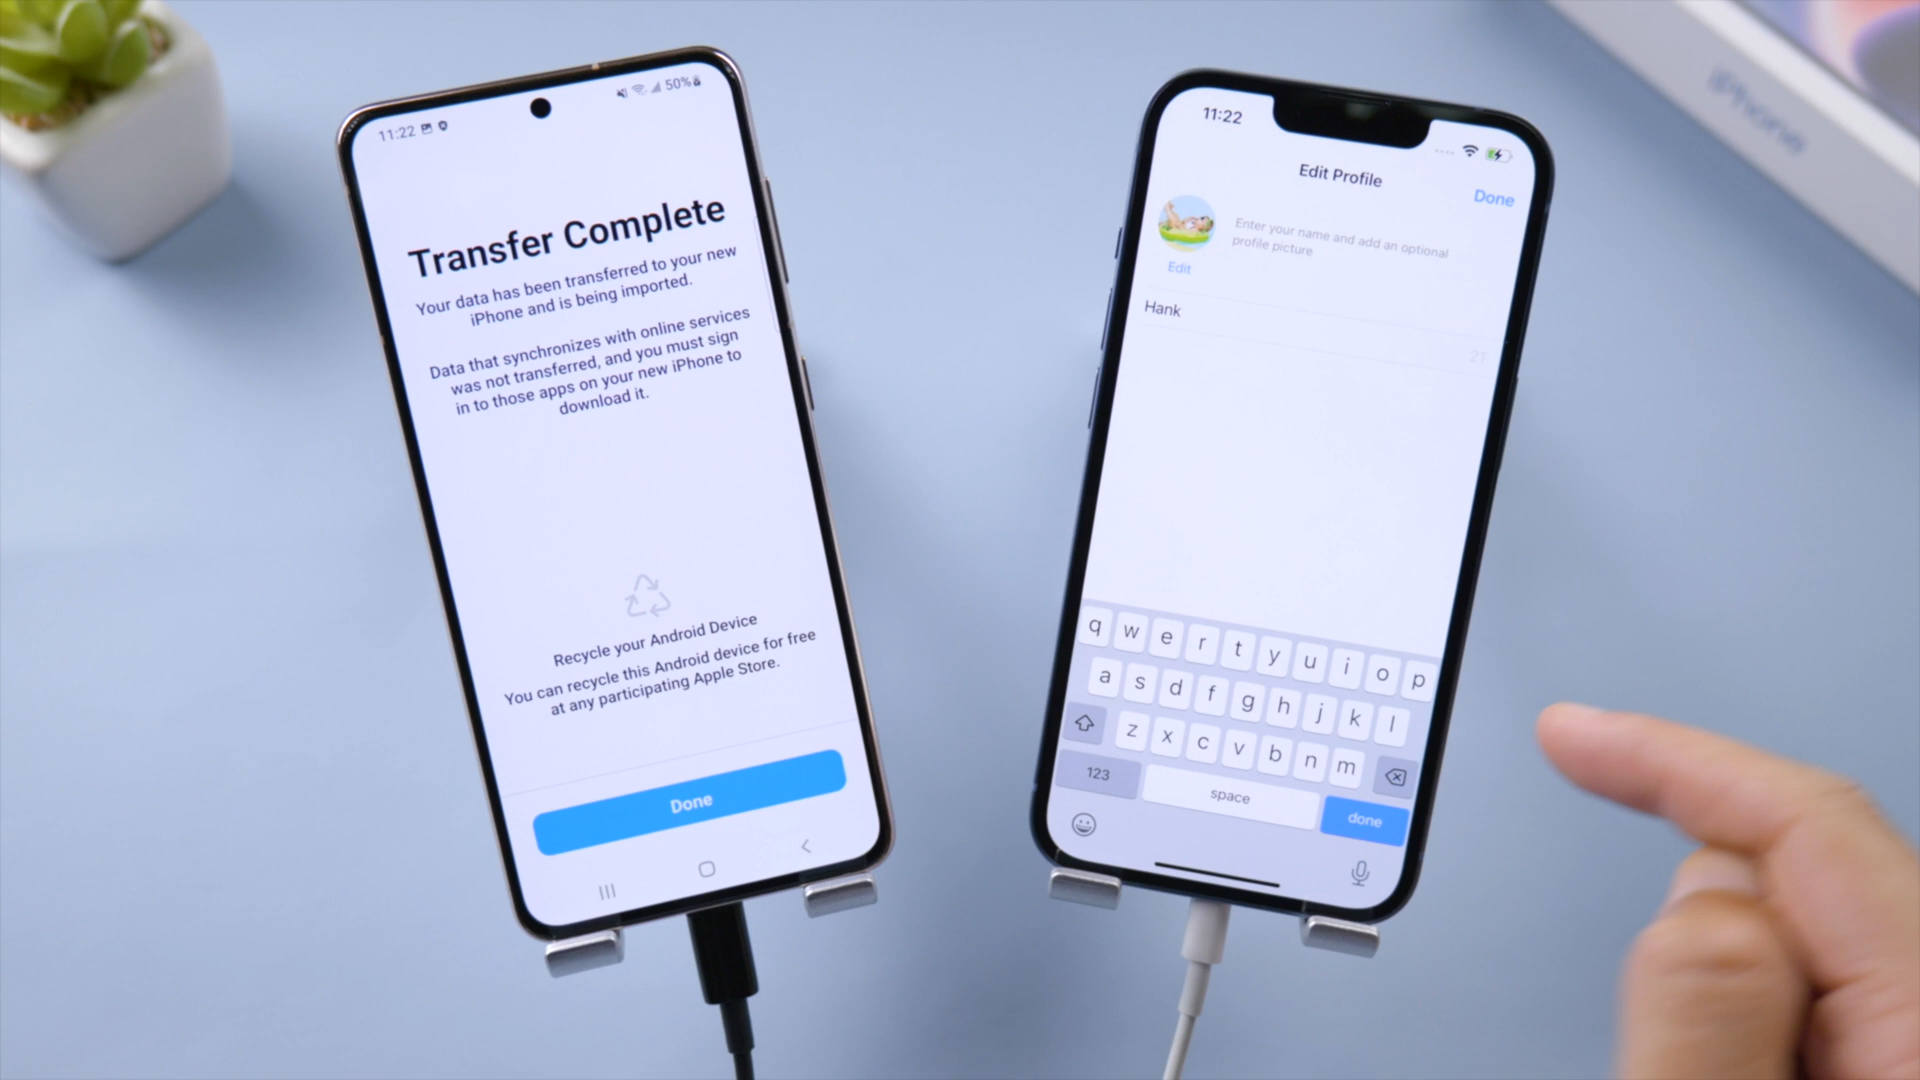 11:22
50%
Transfer Complete
Your data has been transferred to your new
iPhone and is being imported.
Data that synchronizes with online services
was not transferred, and you must sign
in to those apps on your new iPhone to
download it.
Recycle your Android Device
You can recycle this Android device for free
at any participating Apple Store.
Done
11:22
Edit Profile
Done
Enter your name and add an optional
profile picture
Edit
Hank
21
q w e r t y u i o p
a s d f g h j k l
z x c v b n m
123
space
done
iPhone